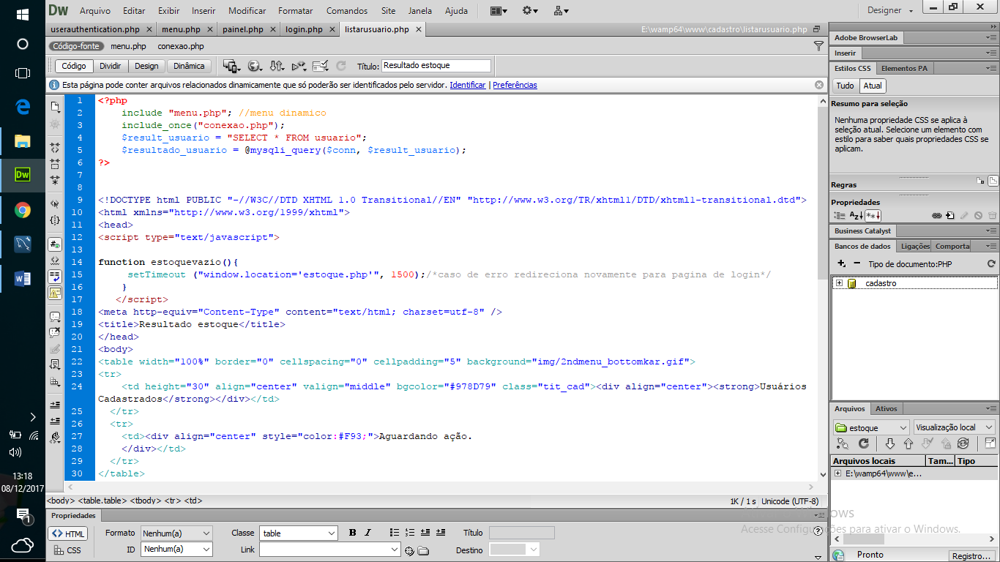 Dw Arquivo Editar Exibir Inserir Modificar Formatar Comandos Site Janela Ajuda Designer
userauthentication.php menu.php painel.php login.php listarusuario.php E:\wamp64\www\cadastro\listarusuario.php
Código-fonte menu.php conexao.php
Código Dividir Design Dinâmica Título: Resultado estoque
Esta página pode conter arquivos relacionados dinamicamente que só poderão ser identificados pelo servidor. Identificar | Preferências
1 <?php
2 include "menu.php"; //menu dinamico
3 include_once("conexao.php");
4 $result_usuario = "SELECT * FROM usuario";
5 $resultado_usuario = @mysqli_query($conn, $result_usuario);
6 ?>
7
8
9 <!DOCTYPE html PUBLIC "-//W3C//DTD XHTML 1.0 Transitional//EN" "http://www.w3.org/TR/xhtml1/DTD/xhtml1-transitional.dtd">
10 <html xmlns="http://www.w3.org/1999/xhtml">
11 <head>
12 <script type="text/javascript">
13
14 function estoquevazio(){
15 setTimeout ("window.location='estoque.php'", 1500);/*caso de erro redireciona novamente para pagina de login*/
16 }
17 </script>
18 <meta http-equiv="Content-Type" content="text/html; charset=utf-8" />
19 <title>Resultado estoque</title>
20 </head>
21 <body>
22 <table width="100%" border="0" cellspacing="0" cellpadding="5" background="img/2ndmenu_bottomkar.gif">
23 <tr>
24 <td height="30" align="center" valign="middle" bgcolor="#978D79" class="tit_cad"><div align="center"><strong>Usuários
Cadastrados</strong></div></td>
25 </tr>
26 <tr>
27 <td><div align="center" style="color:#F93;">Aguardando ação.
28 </div></td>
29 </tr>
30 </table>
<body> <table.table> <tbody> <tr> <td> 1K / 1 s Unicode (UTF-8)
Propriedades
<> HTML Formato Nenhum(a) Classe table B I Título
CSS ID Nenhum(a) Link Destino
Adobe BrowserLab
Inserir
Estilos CSS Elementos PA
Tudo Atual
Resumo para seleção
Nenhuma propriedade CSS se aplica à
seleção atual. Selecione um elemento com
estilo para saber quais propriedades CSS se
aplicam.
Regras
Propriedades
Business Catalyst
Bancos de dados Ligações Comporta
Tipo de documento:PHP
cadastro
Arquivos Ativos
estoque Visualização local
Arquivos locais Tam... Tipo
E:\wamp64\www\e...
Acesse Configurações para ativar o Windows.
Pronto Registro...
Dw
13:18
08/12/2017
1